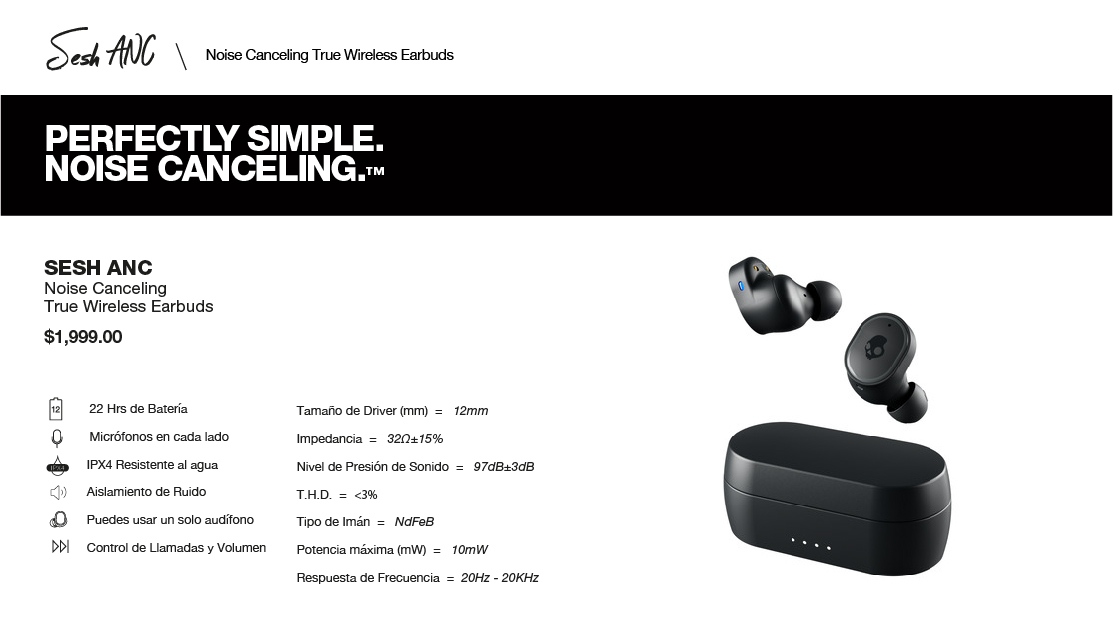 Sesh ANC \ Noise Canceling True Wireless Earbuds
PERFECTLY SIMPLE.
NOISE CANCELING.™
SESH ANC
Noise Canceling
True Wireless Earbuds
$1,999.00
12
22 Hrs de Batería
Micrófonos en cada lado
IPX4
IPX4 Resistente al agua
Aislamiento de Ruido
Puedes usar un solo audífono
Control de Llamadas y Volumen
Tamaño de Driver (mm) = 12mm
Impedancia = 32Ω±15%
Nivel de Presión de Sonido = 97dB±3dB
T.H.D. = <3%
Tipo de Imán = NdFeB
Potencia máxima (mW) = 10mW
Respuesta de Frecuencia = 20Hz - 20KHz